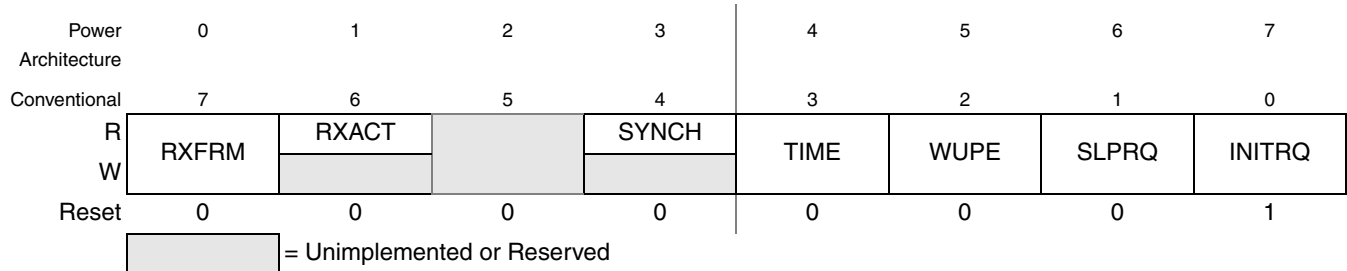 Power 0 1 2 3 4 5 6 7
Architecture
Conventional 7 6 5 4 3 2 1 0
R RXFRM RXACT SYNCH TIME WUPE SLPRQ INITRQ
W
Reset 0 0 0 0 0 0 0 1
= Unimplemented or Reserved